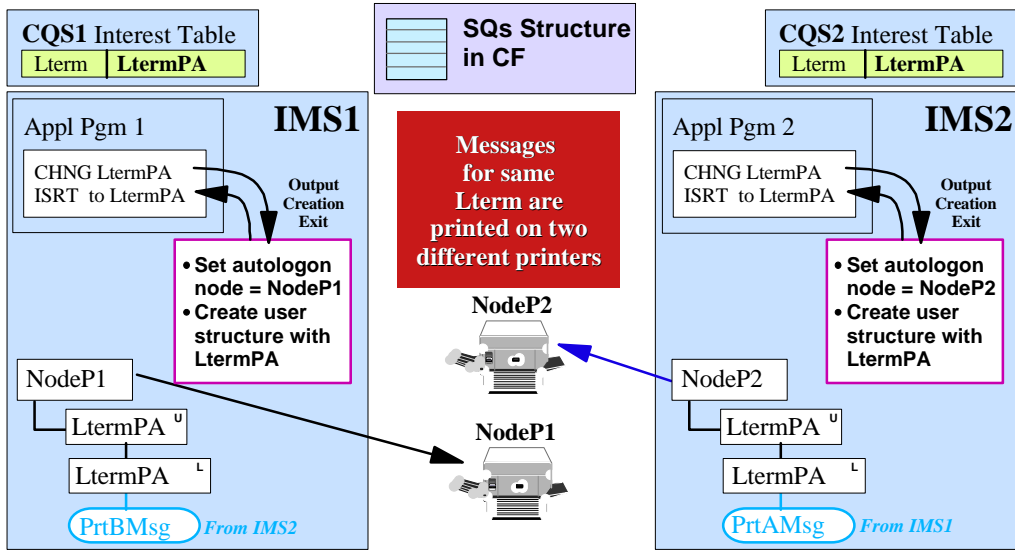 CQS1 Interest Table
Lterm LtermPA
SQs Structure
in CF
CQS2 Interest Table
Lterm LtermPA
IMS1
Appl Pgm 1
CHNG LtermPA
ISRT to LtermPA
Output
Creation
Exit
• Set autologon
node = NodeP1
• Create user
structure with
LtermPA
NodeP1
LtermPA U
LtermPA L
PrtBMsg From IMS2
Messages
for same
Lterm are
printed on two
different printers
NodeP2
NodeP1
IMS2
Appl Pgm 2
CHNG LtermPA
ISRT to LtermPA
Output
Creation
Exit
• Set autologon
node = NodeP2
• Create user
structure with
LtermPA
NodeP2
LtermPA U
LtermPA L
PrtAMsg From IMS1